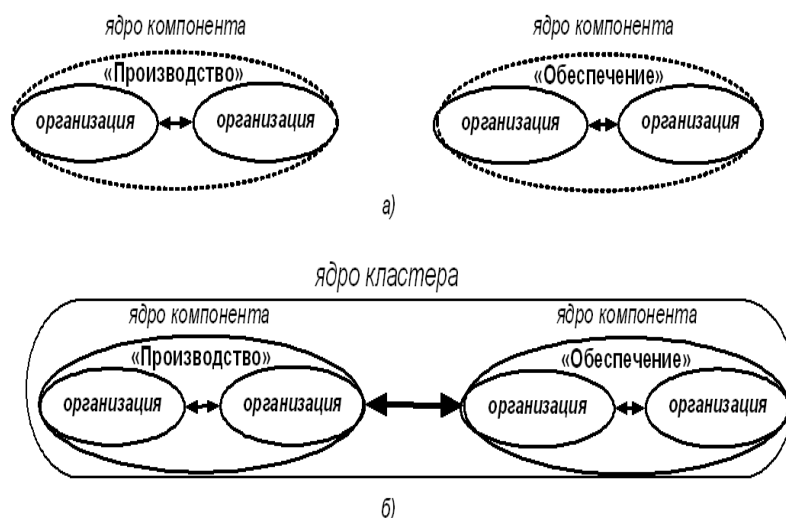 ядро компонента ядро компонента
«Производство» «Обеспечение»
организация организация организация организация
а)
ядро кластера
ядро компонента ядро компонента
«Производство» «Обеспечение»
организация организация организация организация
б)